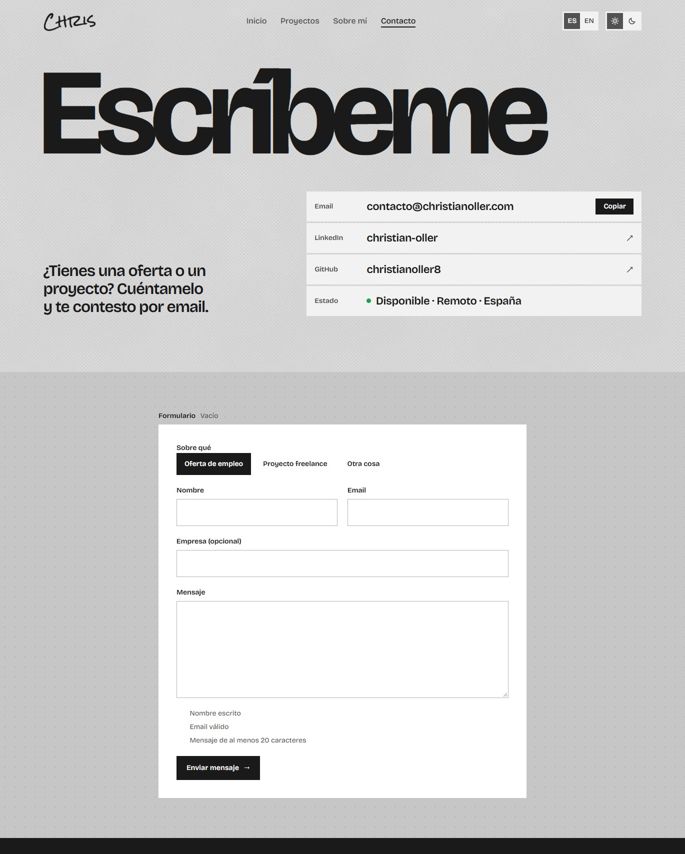 CHRIS
Inicio Proyectos Sobre mí Contacto
ES EN
Escríbeme
Email contacto@christianoller.com Copiar
LinkedIn christian-oller ↗
GitHub christianoller8 ↗
Estado Disponible · Remoto · España
¿Tienes una oferta o un
proyecto? Cuéntamelo
y te contesto por email.
Formulario Vacío
Sobre qué
Oferta de empleo Proyecto freelance Otra cosa
Nombre Email
Empresa (opcional)
Mensaje
Nombre escrito
Email válido
Mensaje de al menos 20 caracteres
Enviar mensaje →